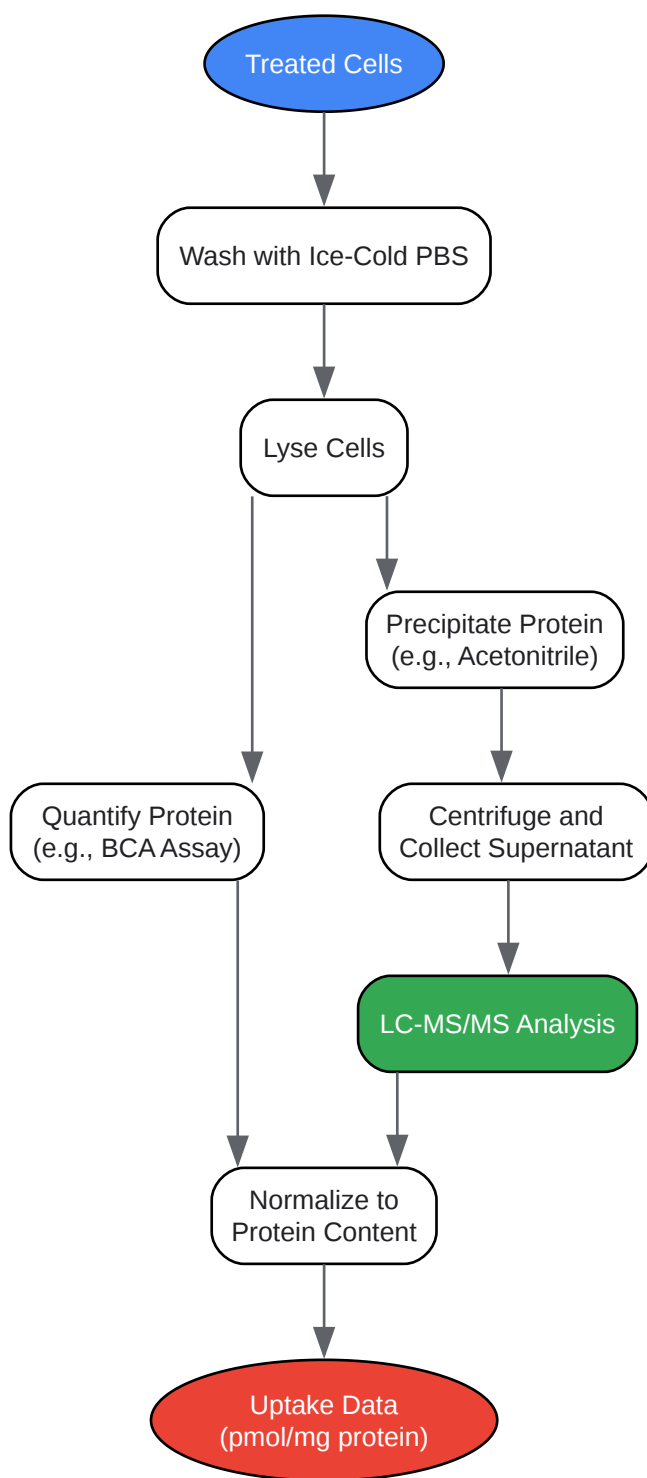 Treated Cells
Wash with Ice-Cold PBS
Lyse Cells
Precipitate Protein
(e.g., Acetonitrile)
Quantify Protein
(e.g., BCA Assay)
Centrifuge and
Collect Supernatant
LC-MS/MS Analysis
Normalize to
Protein Content
Uptake Data
(pmol/mg protein)